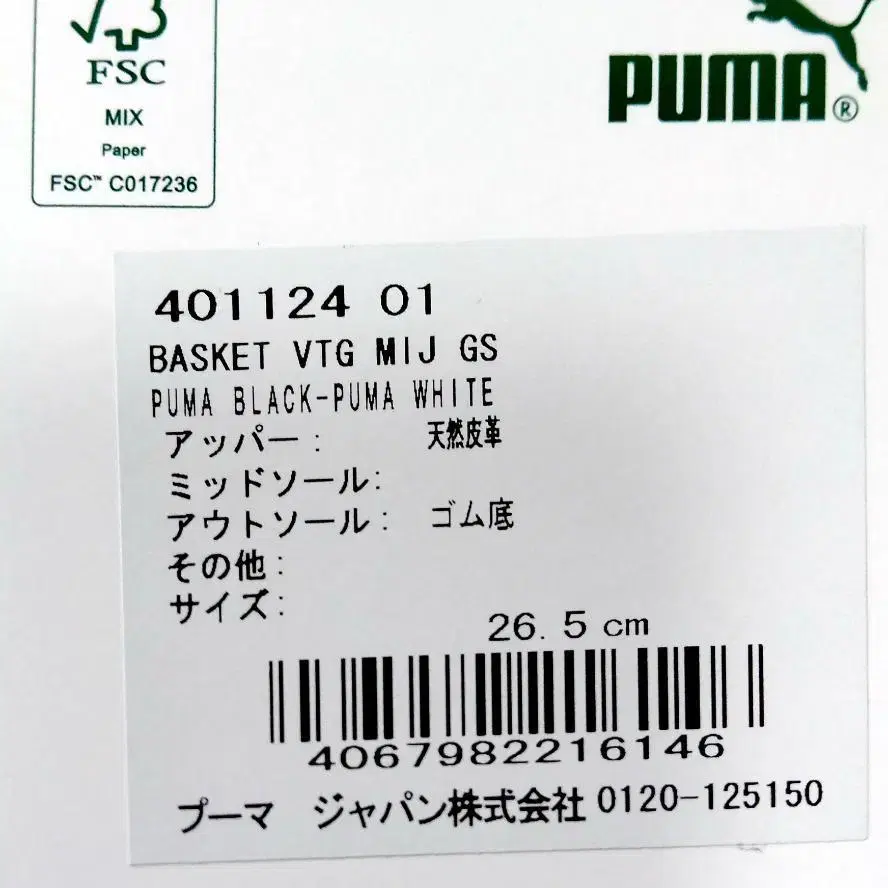 FSC
MIX
Paper
FSC™ C017236
PUMA®
401124 01
BASKET VTG MIJ GS
PUMA BLACK-PUMA WHITE
アッパー: 天然皮革
ミッドソール:
アウトソール: ゴム底
その他:
サイズ:
26.5 cm
4067982216146
プーマ ジャパン株式会社 0120-125150